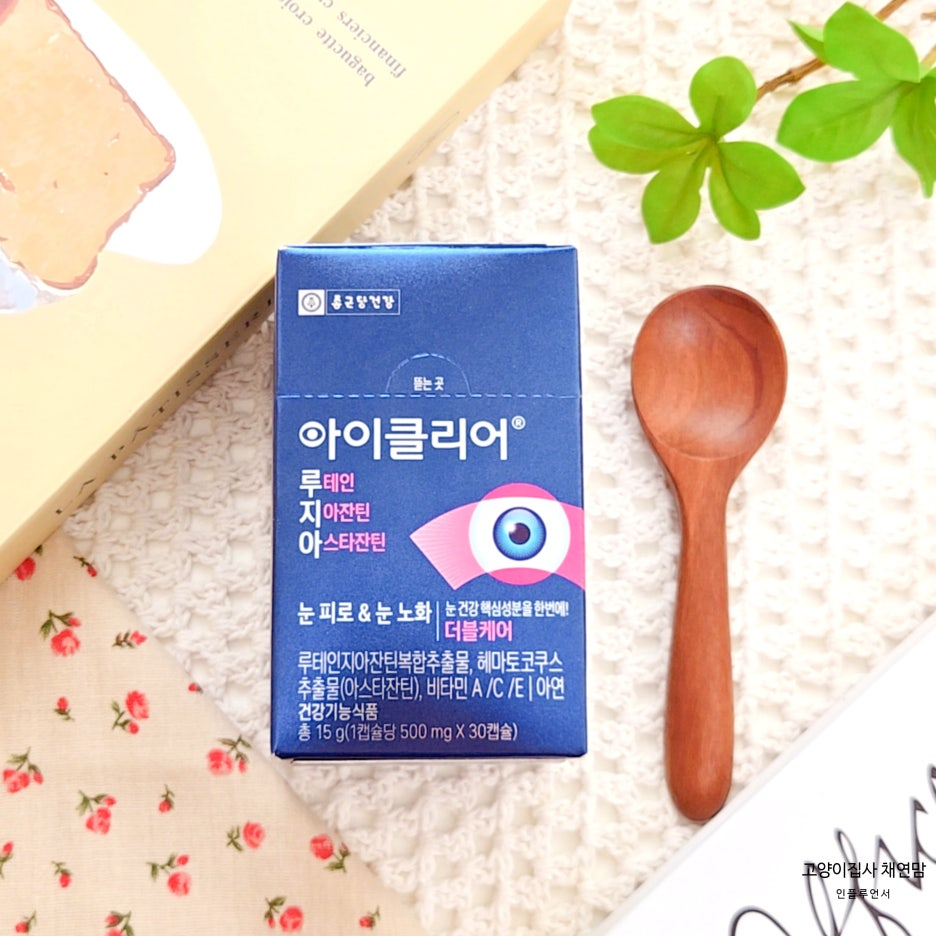 baguette
financiers
종근당건강
뜯는 곳
아이클리어®
루테인
지아잔틴
아스타잔틴
눈 피로 & 눈 노화
눈 건강 핵심성분을 한번에!
더블케어
루테인지아잔틴복합추출물, 헤마토코쿠스
추출물(아스타잔틴), 비타민 A /C /E | 아연
건강기능식품
총 15 g(1캡슐당 500 mg X 30캡슐)
고양이집사 채연맘
인플루언서